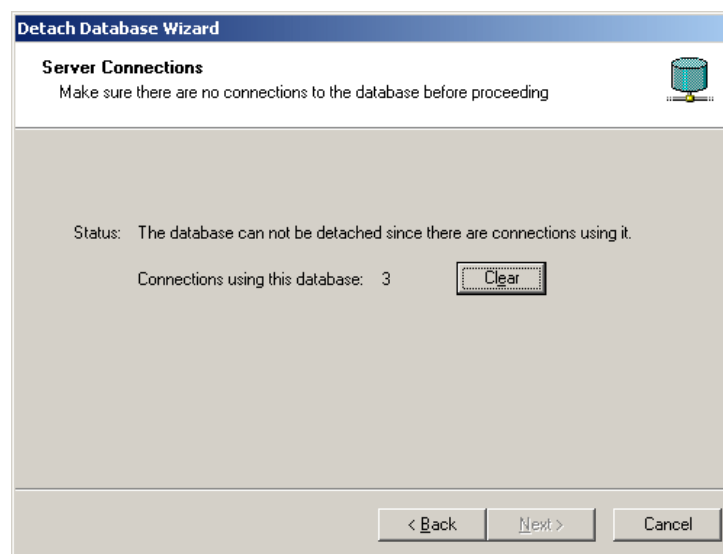 Detach Database Wizard
Server Connections
Make sure there are no connections to the database before proceeding
Status: The database can not be detached since there are connections using it.
Connections using this database: 3 Clear
< Back Next > Cancel